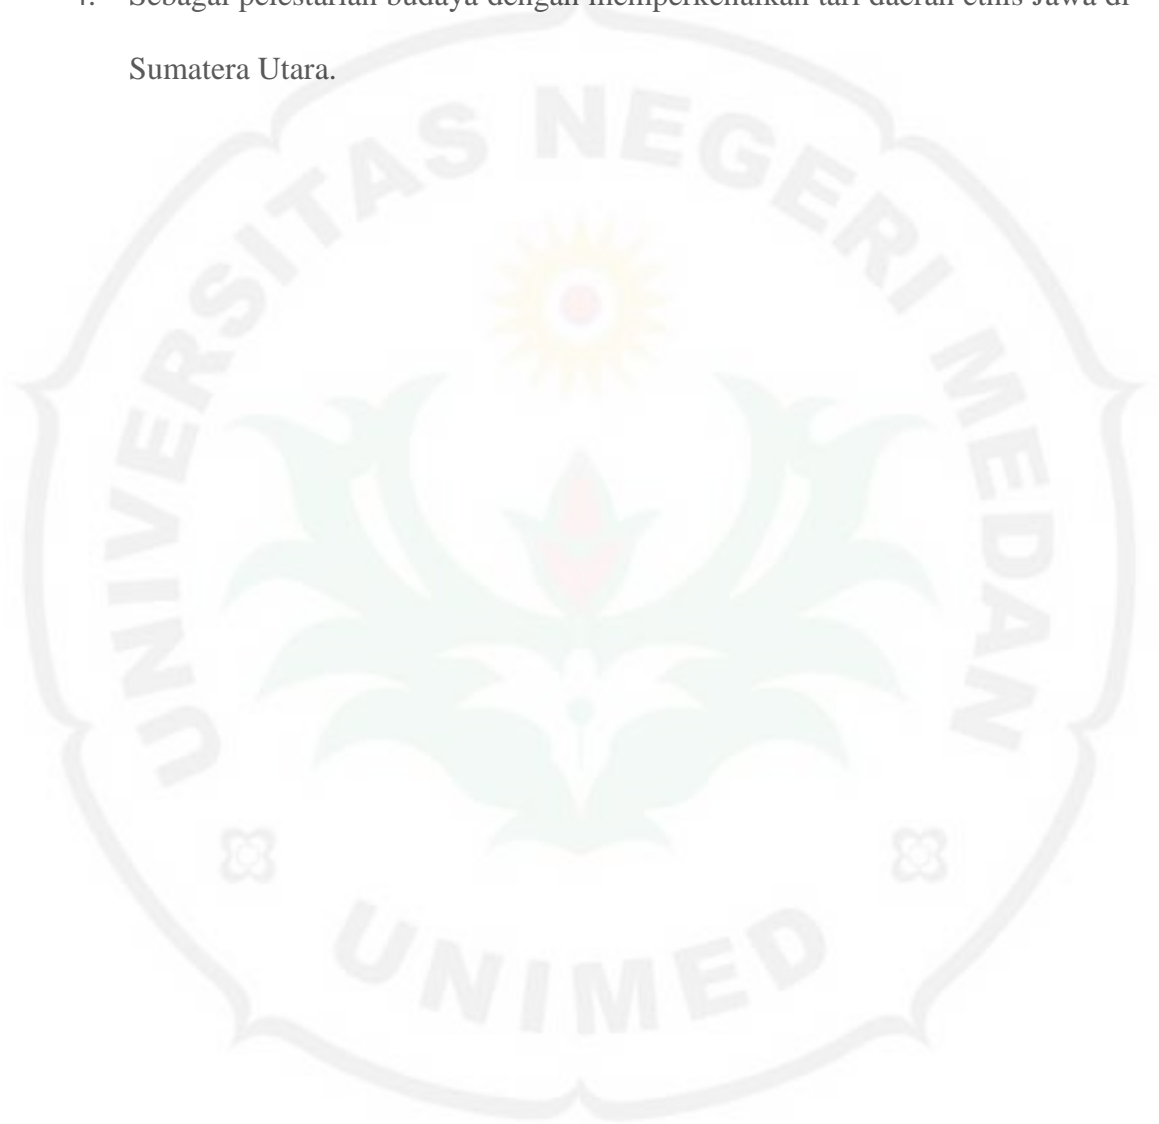 4. Sebagai pelestarian budaya dengan memperkenalkan tari daerah etnis Jawa di
Sumatera Utara.
UNIVERSITAS NEGERI MEDAN
UNIMED